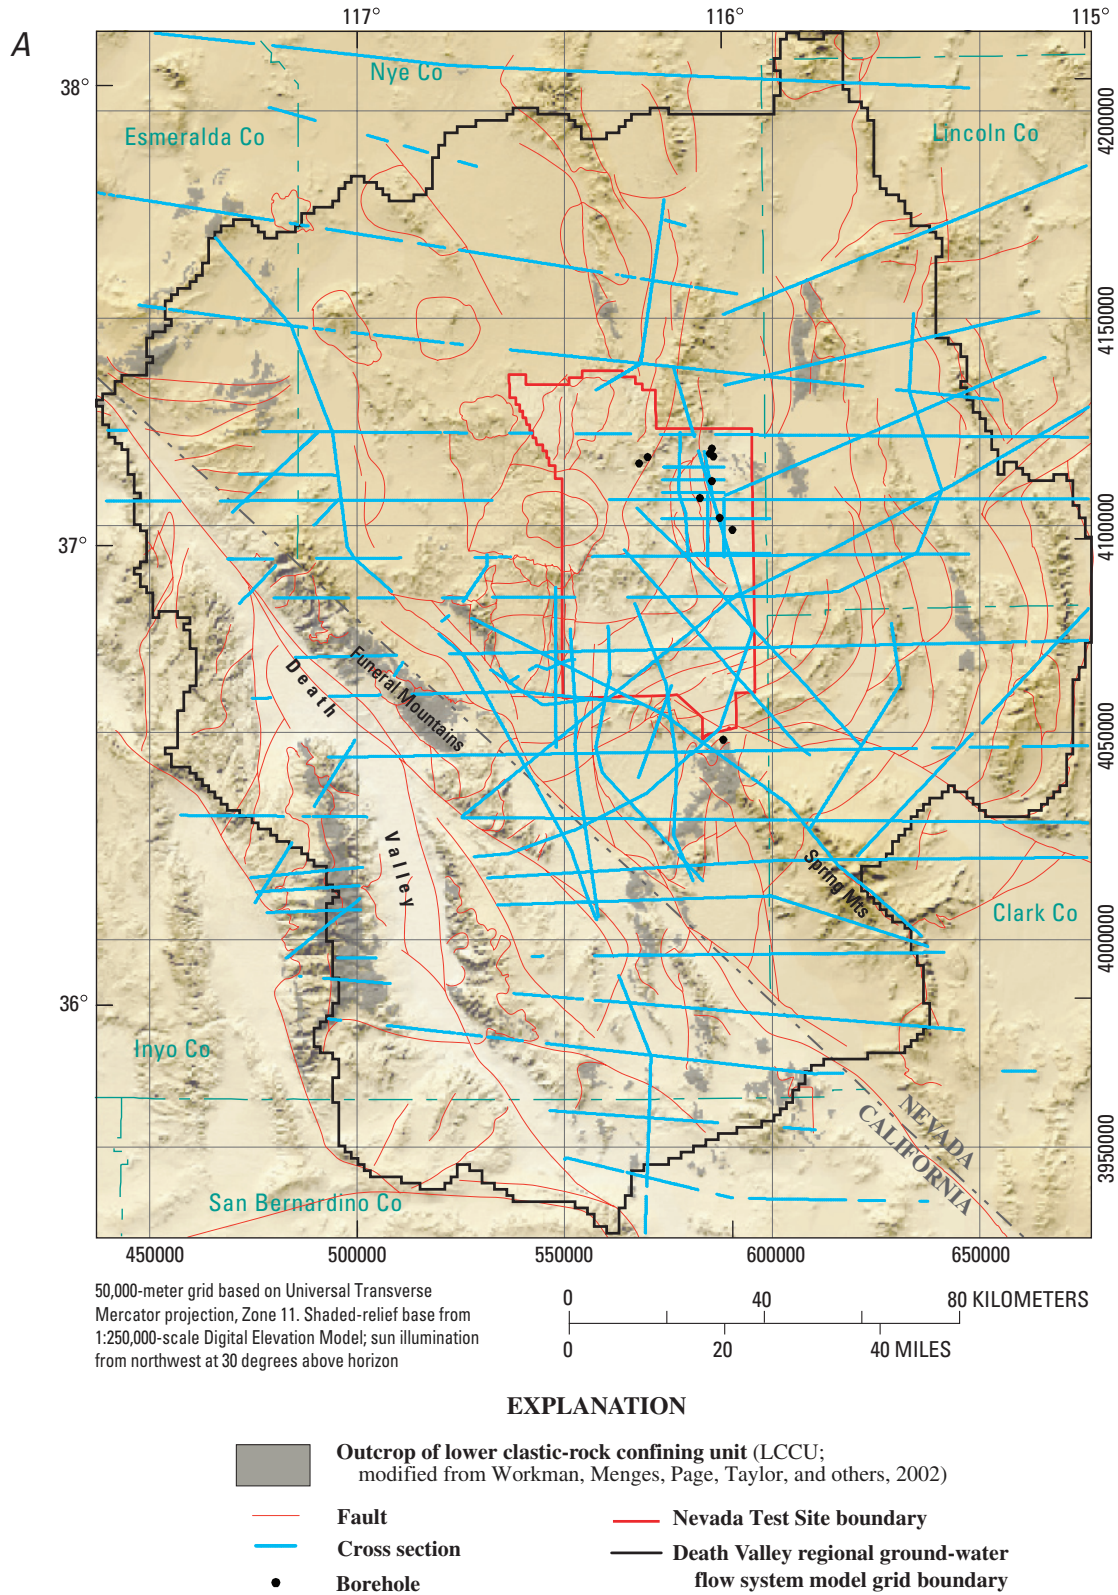 A
117°
116°
115°
38°
37°
36°
Nye Co
Esmeralda Co
Lincoln Co
Clark Co
Inyo Co
San Bernardino Co
Death
Valley
Funeral Mountains
Spring Mts
NEVADA
CALIFORNIA
4200000
4150000
4100000
4050000
4000000
3950000
450000
500000
550000
600000
650000
50,000-meter grid based on Universal Transverse
Mercator projection, Zone 11. Shaded-relief base from
1:250,000-scale Digital Elevation Model; sun illumination
from northwest at 30 degrees above horizon
0 40 80 KILOMETERS
0 20 40 MILES
EXPLANATION
Outcrop of lower clastic-rock confining unit (LCCU;
modified from Workman, Menges, Page, Taylor, and others, 2002)
Fault
Cross section
Borehole
Nevada Test Site boundary
Death Valley regional ground-water
flow system model grid boundary